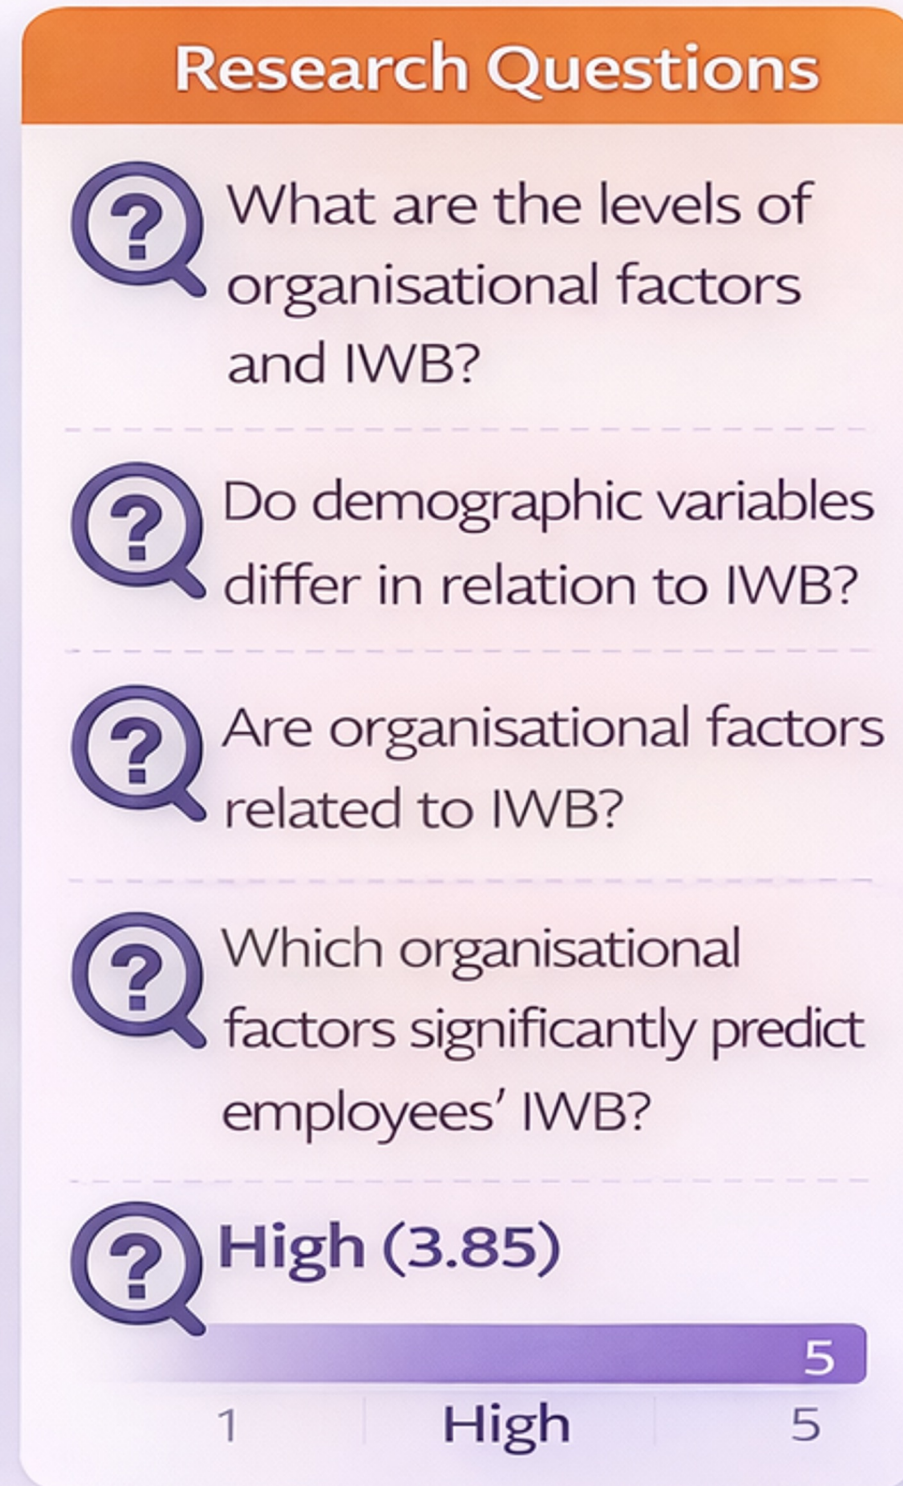 Research Questions
What are the levels of
organisational factors
and IWB?
Do demographic variables
differ in relation to IWB?
Are organisational factors
related to IWB?
Which organisational
factors significantly predict
employees’ IWB?
High (3.85)
5
1 High 5